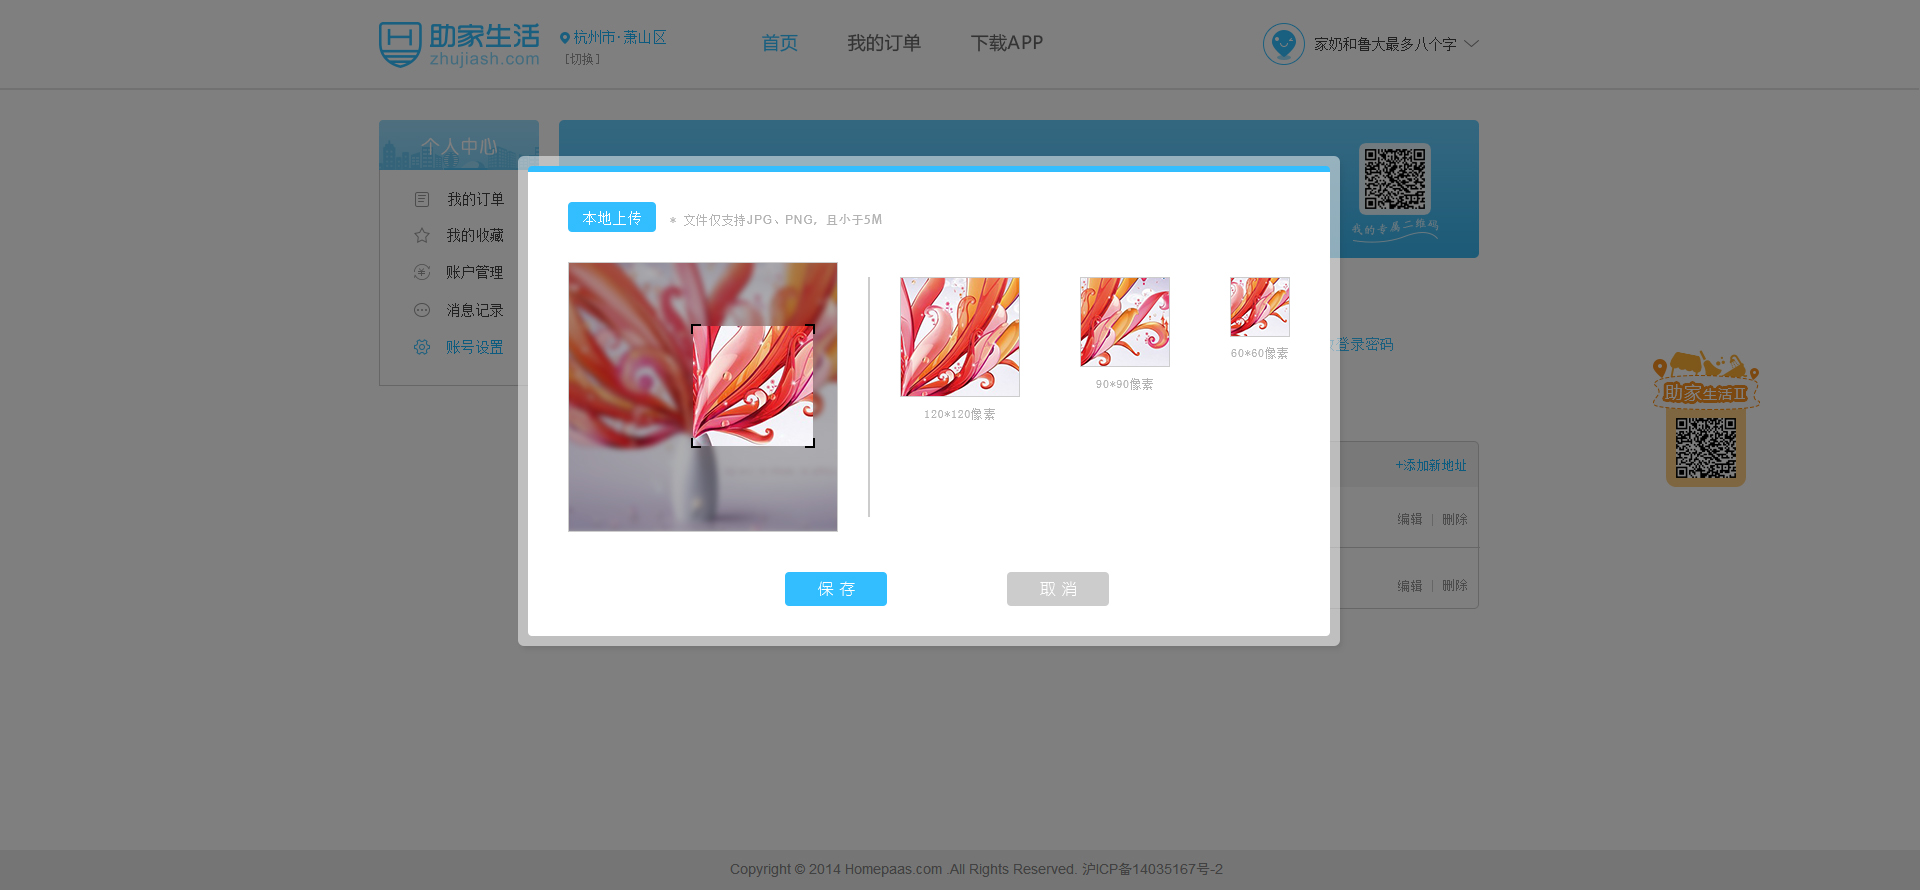 助家生活
zhujiash.com
杭州市·萧山区
[切换]
首页
我的订单
下载APP
家奶和鲁大最多八个字
个人中心
我的订单
我的收藏
账户管理
消息记录
账号设置
我的专属二维码
本地上传
* 文件仅支持JPG、PNG，且小于5M
120*120像素
90*90像素
60*60像素
保存
取消
登录密码
+添加新地址
编辑 | 删除
编辑 | 删除
助家生活II
Copyright © 2014 Homepaas.com .All Rights Reserved. 沪ICP备14035167号-2